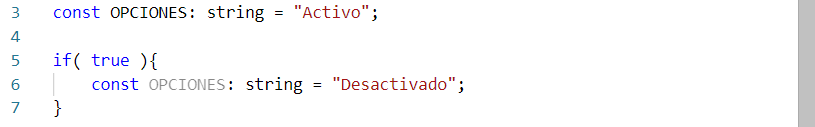 3 const OPCIONES: string = "Activo";
4
5 if( true ){
6 const OPCIONES: string = "Desactivado";
7 }